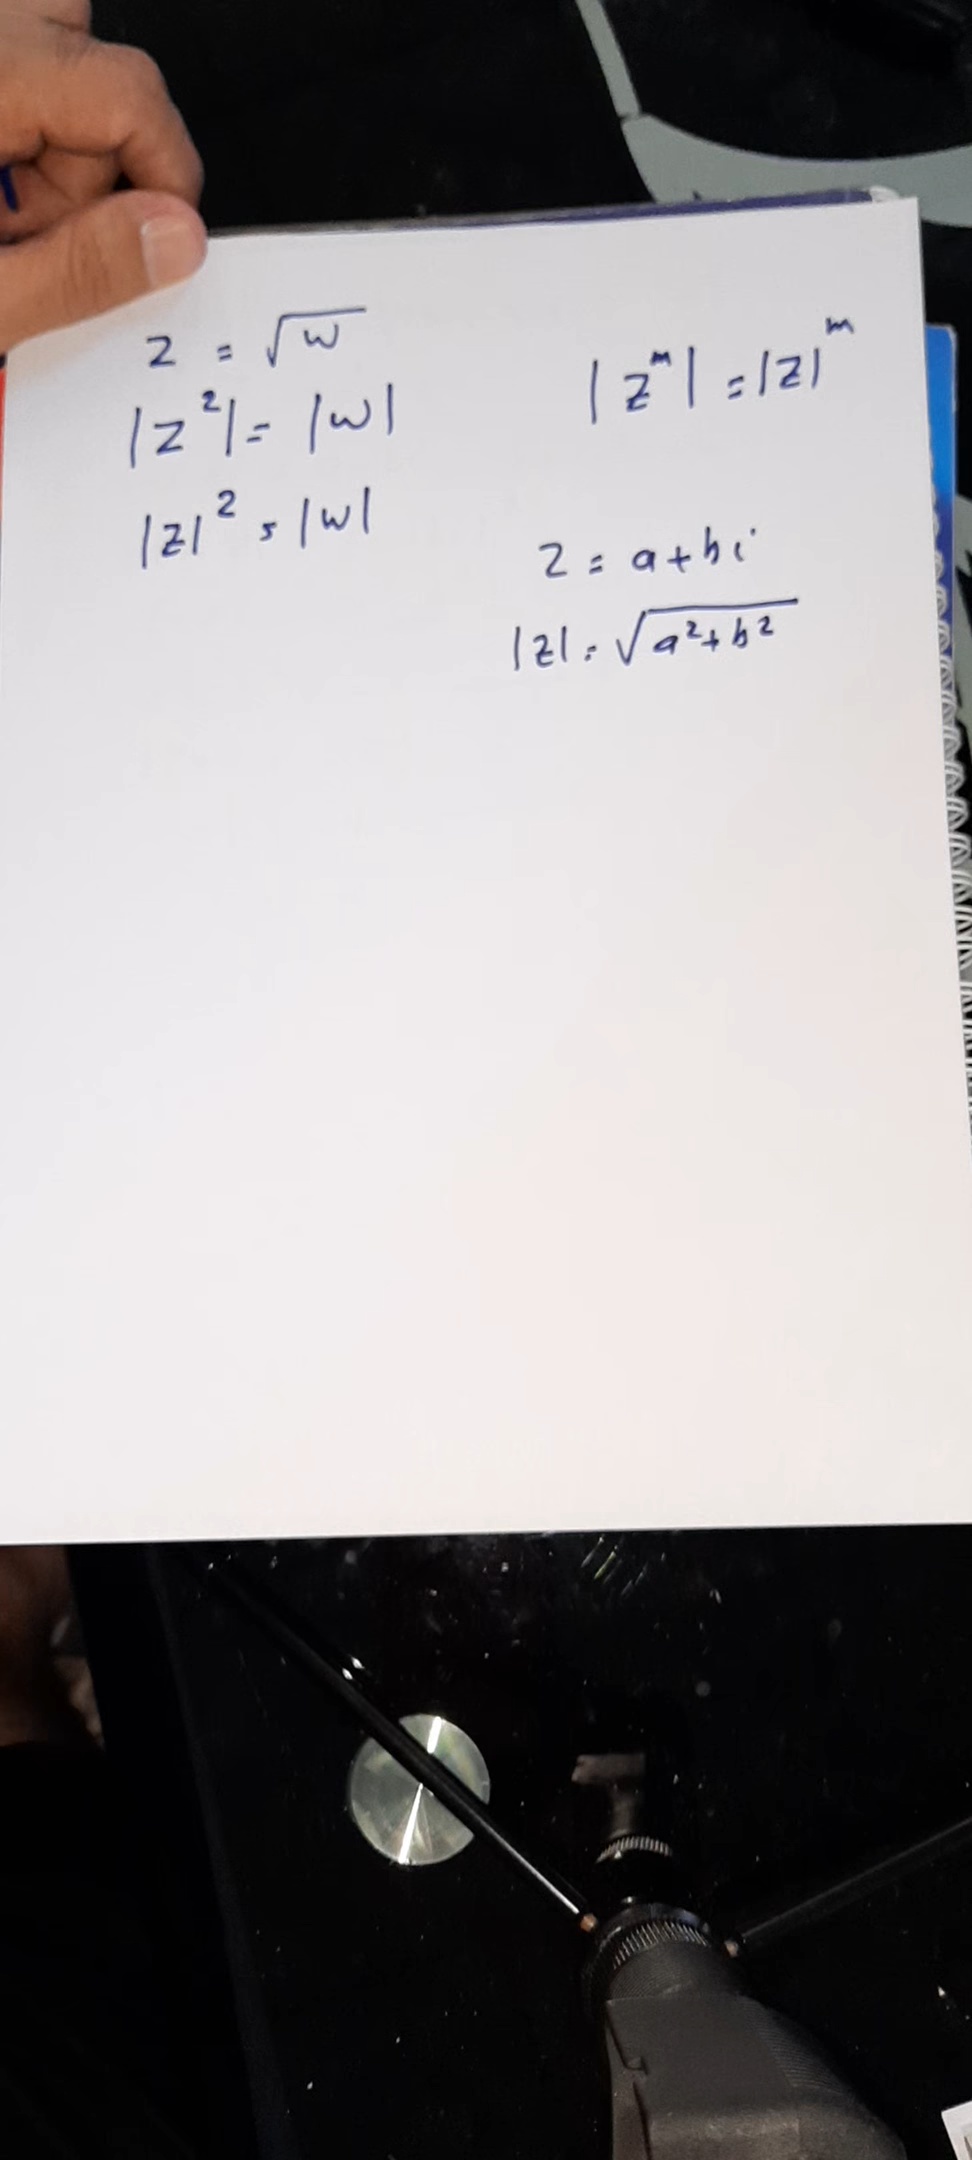 z = √w
|z²| = |w|
|z|² = |w|
|zᵐ| = |z|ᵐ
z = a + bi
|z| = √a² + b²